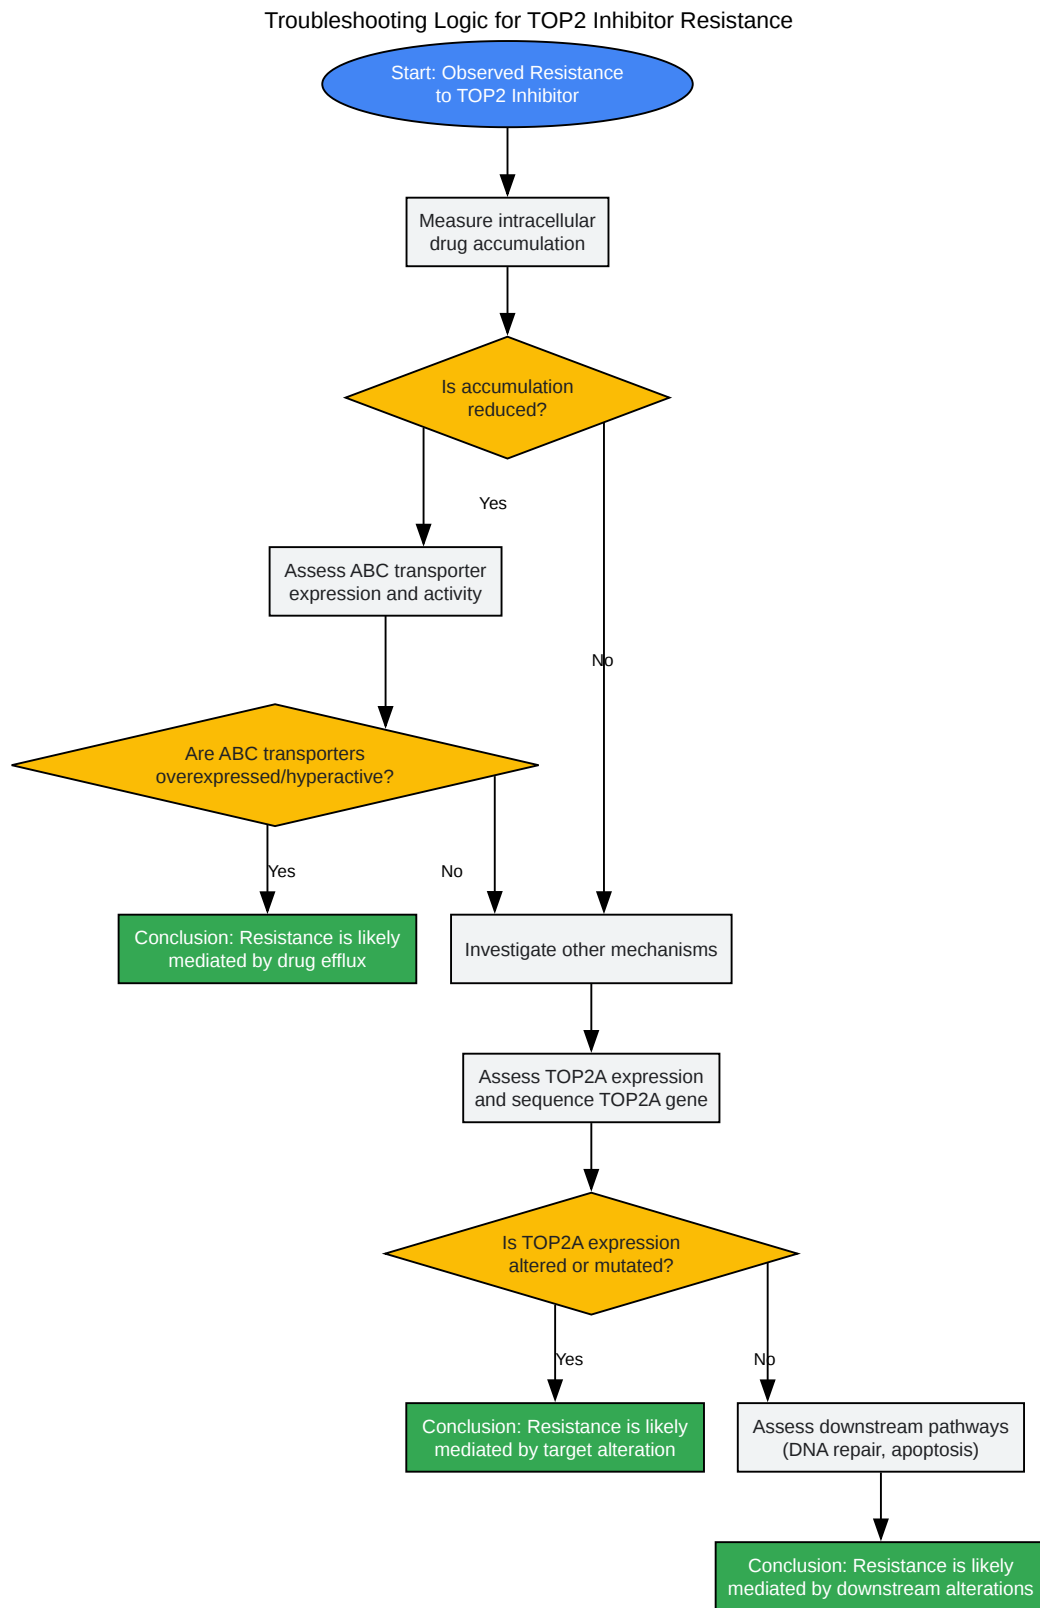 Troubleshooting Logic for TOP2 Inhibitor Resistance
Start: Observed Resistance
to TOP2 Inhibitor
Measure intracellular
drug accumulation
Is accumulation
reduced?
Yes
Assess ABC transporter
expression and activity
No
Are ABC transporters
overexpressed/hyperactive?
Yes
No
Conclusion: Resistance is likely
mediated by drug efflux
Investigate other mechanisms
Assess TOP2A expression
and sequence TOP2A gene
Is TOP2A expression
altered or mutated?
Yes
No
Conclusion: Resistance is likely
mediated by target alteration
Assess downstream pathways
(DNA repair, apoptosis)
Conclusion: Resistance is likely
mediated by downstream alterations